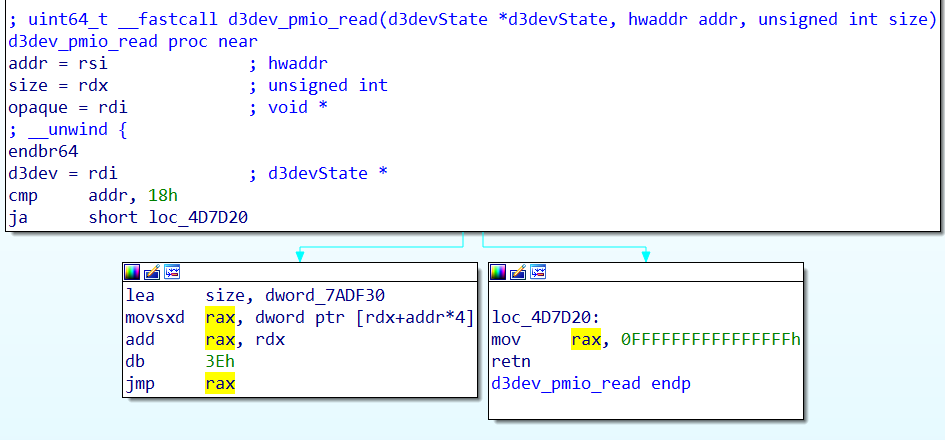 ; uint64_t __fastcall d3dev_pmio_read(d3devState *d3devState, hwaddr addr, unsigned int size)
d3dev_pmio_read proc near
addr = rsi ; hwaddr
size = rdx ; unsigned int
opaque = rdi ; void *
; __unwind {
endbr64
d3dev = rdi ; d3devState *
cmp addr, 18h
ja short loc_4D7D20
lea size, dword_7ADF30
movsxd rax, dword ptr [rdx+addr*4]
add rax, rdx
db 3Eh
jmp rax
loc_4D7D20:
mov rax, 0FFFFFFFFFFFFFFFFh
retn
d3dev_pmio_read endp